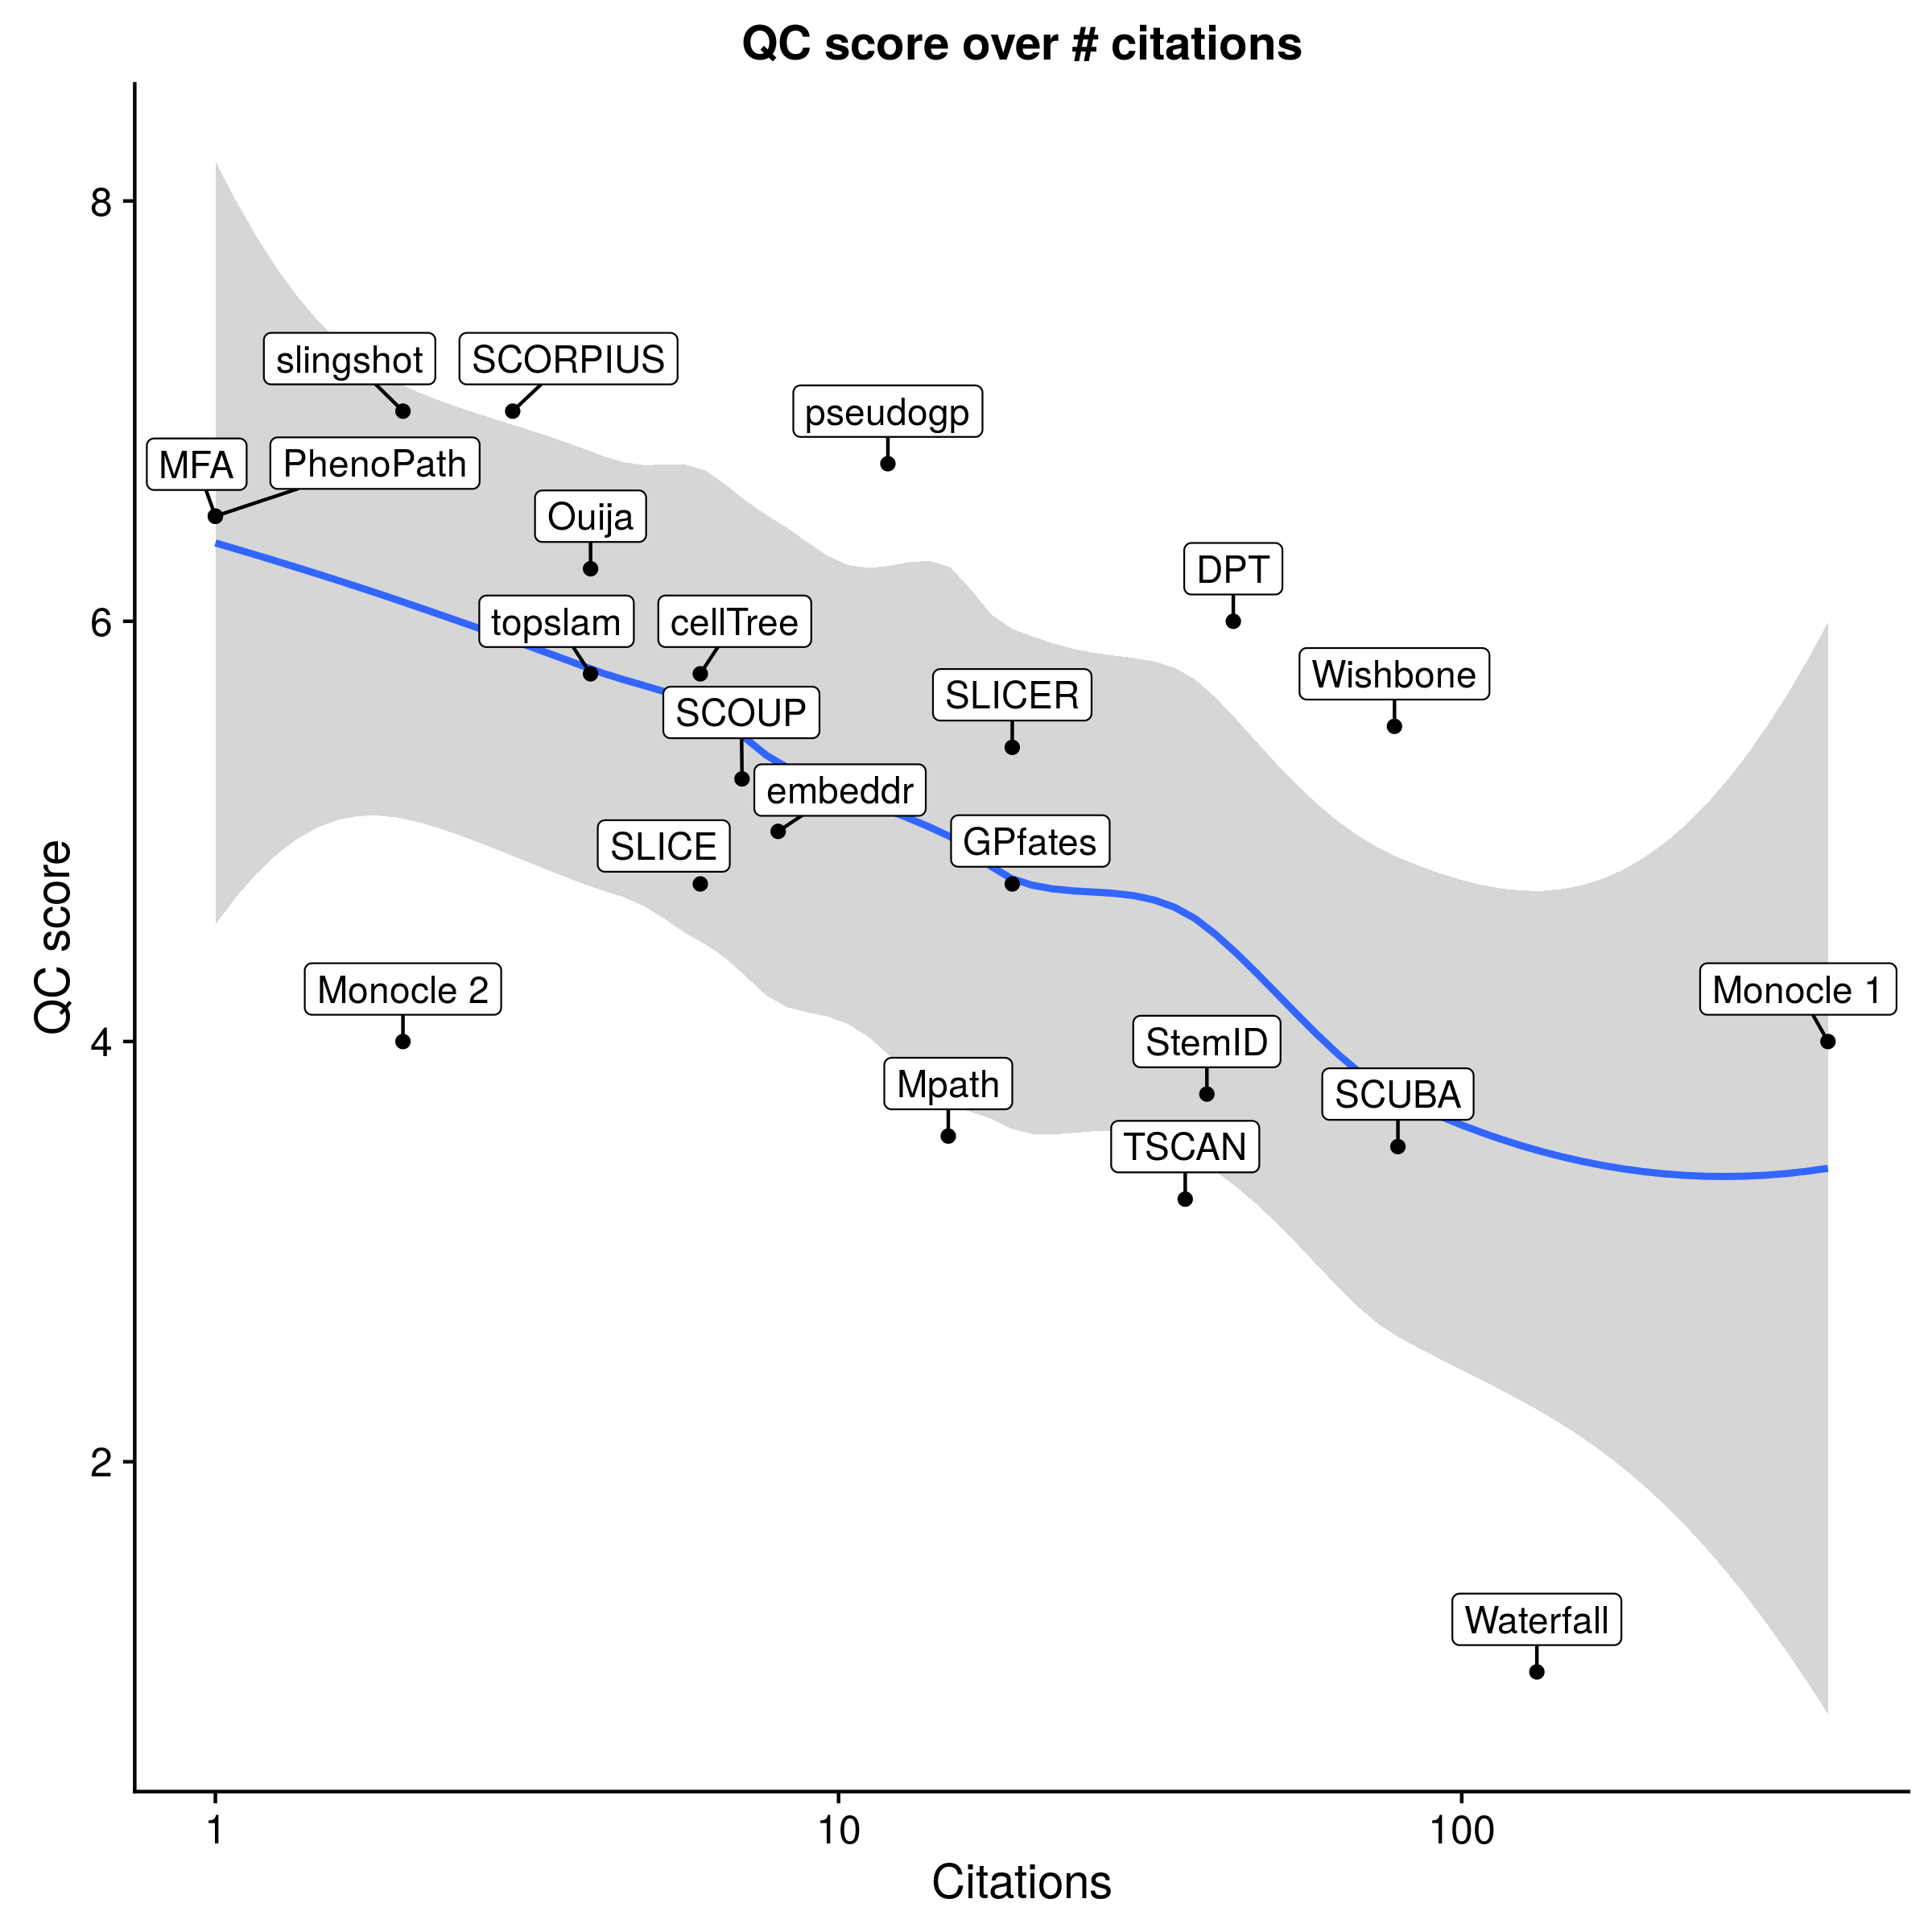 QC score over # citations
8
slingshot
SCORPIUS
pseudogp
MFA
PhenoPath
Ouija
DPT
6
topslam
cellTree
Wishbone
SLICER
SCOUP
embeddr
SLICE
GPfates
QC score
Monocle 2
Monocle 1
4
StemID
Mpath
SCUBA
TSCAN
2
Waterfall
1
10
100
Citations